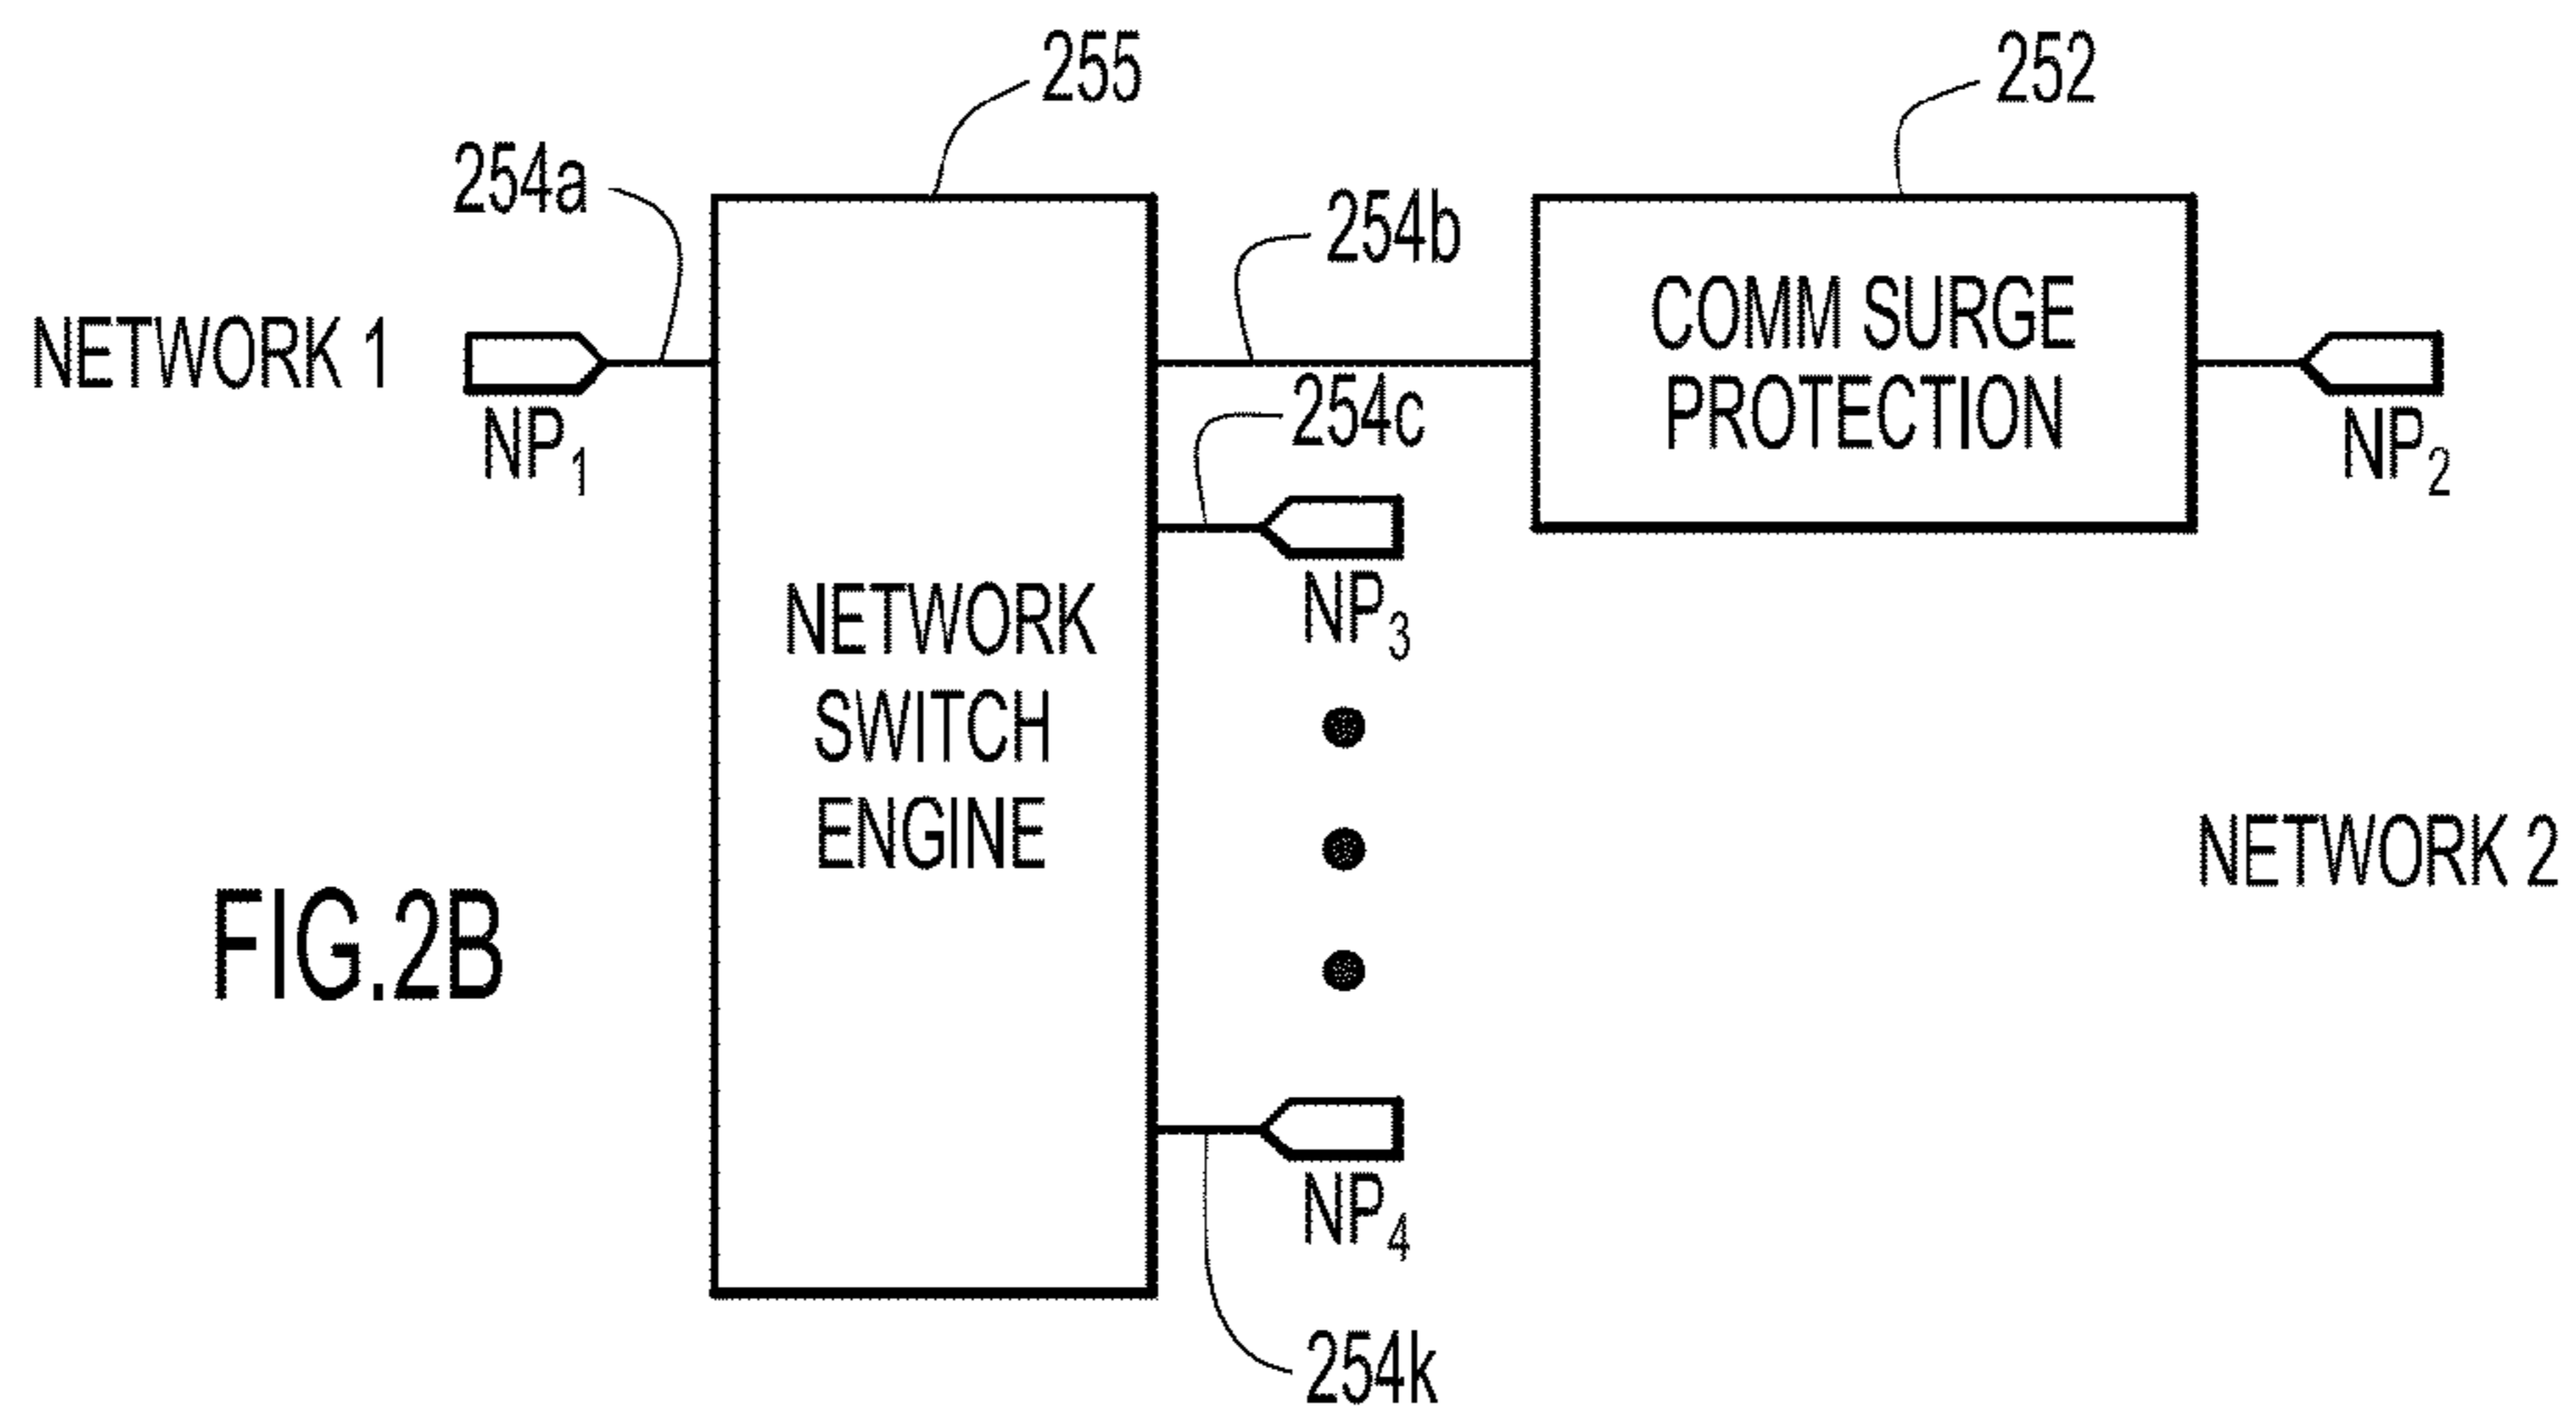 255
252
254a
254b
NETWORK 1
NP1
COMM SURGE
PROTECTION
NP2
254c
NP3
NETWORK
SWITCH
ENGINE
NETWORK 2
FIG.2B
NP4
254k